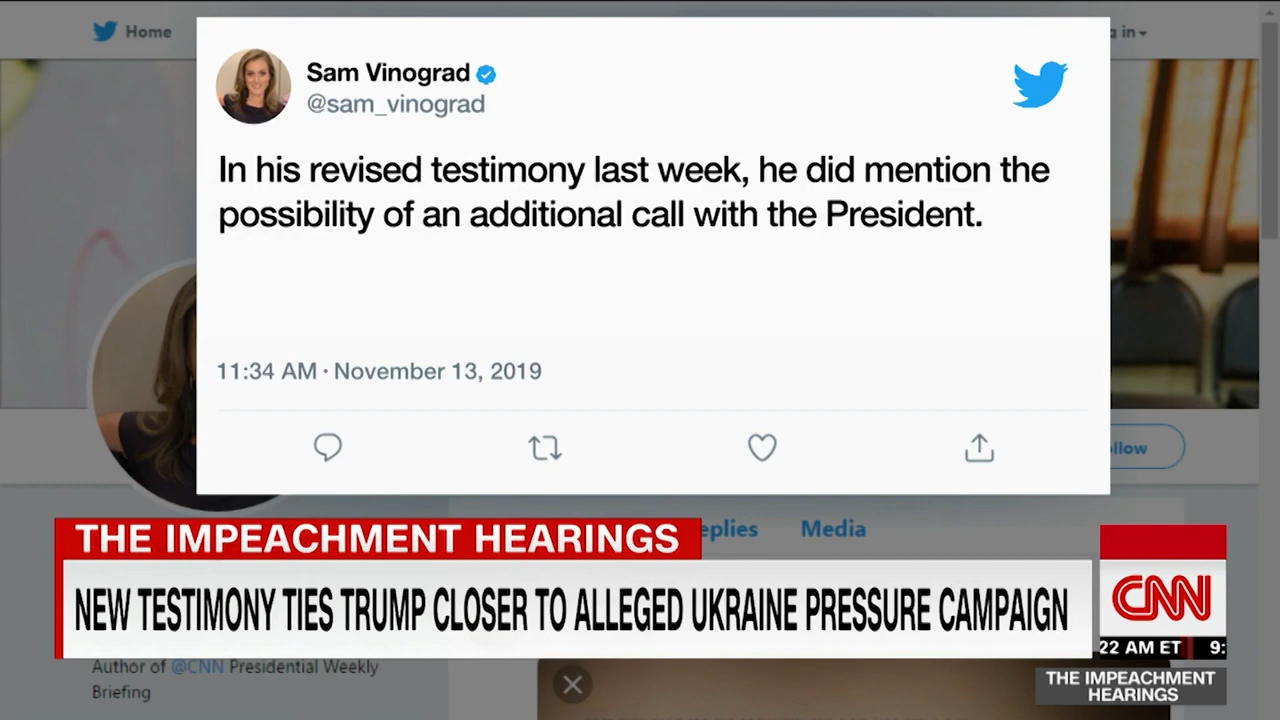 Home
Sam Vinograd
@sam_vinograd
In his revised testimony last week, he did mention the
possibility of an additional call with the President.
11:34 AM · November 13, 2019
THE IMPEACHMENT HEARINGS
Media
NEW TESTIMONY TIES TRUMP CLOSER TO ALLEGED UKRAINE PRESSURE CAMPAIGN
CNN
22 AM ET 9:
Author of @CNN Presidential Weekly
Briefing
THE IMPEACHMENT
HEARINGS